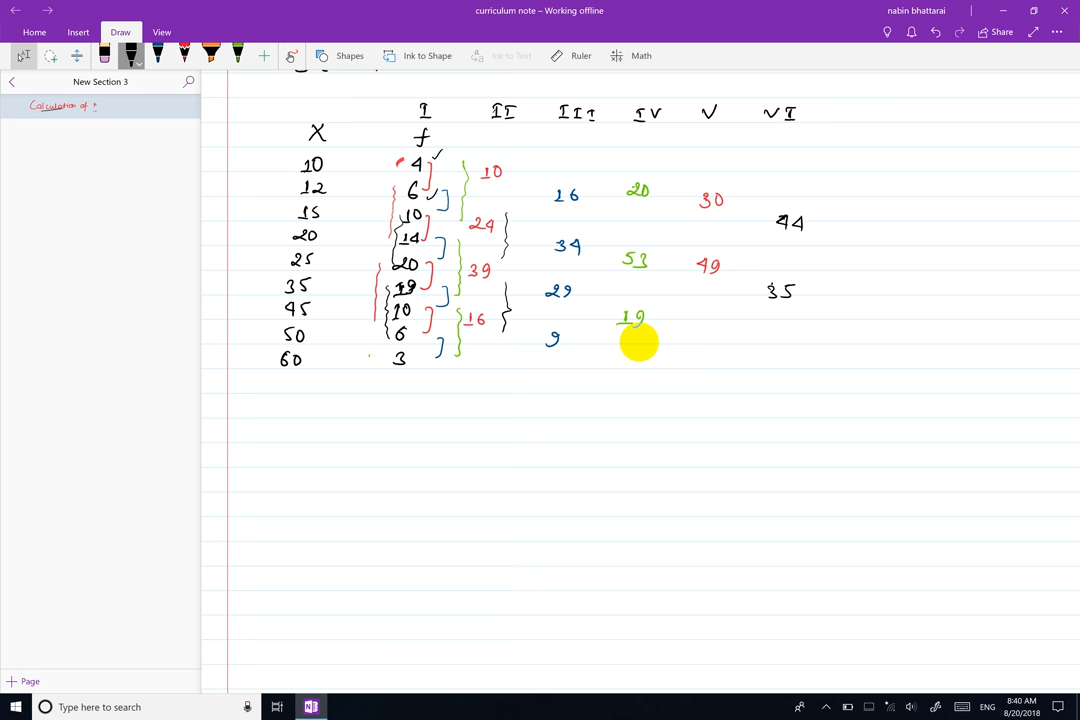 curriculum note – Working offline
nabin bhattarai
Home Insert Draw View
Share
Shapes Ink to Shape Ink to Text Ruler Math
New Section 3
Calculation of
I II III IV V VI
X f
10 4
10
12 6
16 20 30
15 10
24 44
20 14
34
25 20
53 49
39
35 19
29 35
45 10
16 19
50 6
9
60 3
Page
Type here to search
ENG
8:40 AM
8/20/2018